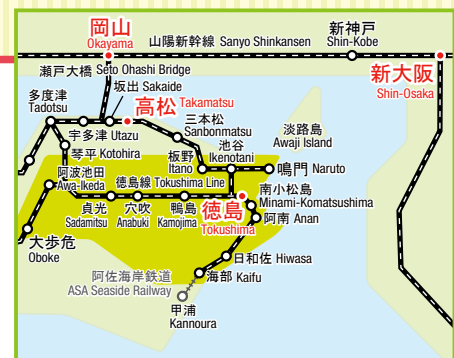 岡山
Okayama
山陽新幹線 Sanyo Shinkansen
新神戸
Shin-Kobe
新大阪
Shin-Osaka
瀬戸大橋 Seto Ohashi Bridge
坂出 Sakaide
多度津
Tadotsu
高松 Takamatsu
宇多津 Utazu
三本松
Sanbonmatsu
淡路島
Awaji Island
琴平 Kotohira
池谷
Ikenotani
板野
Itano
鳴門 Naruto
阿波池田
Awa-Ikeda
徳島線 Tokushima Line
南小松島
Minami-Komatsushima
貞光
Sadamitsu
穴吹
Anabuki
鴨島
Kamojima
徳島
Tokushima
阿南 Anan
大歩危
Oboke
日和佐 Hiwasa
阿佐海岸鉄道
ASA Seaside Railway
海部 Kaifu
甲浦
Kannoura